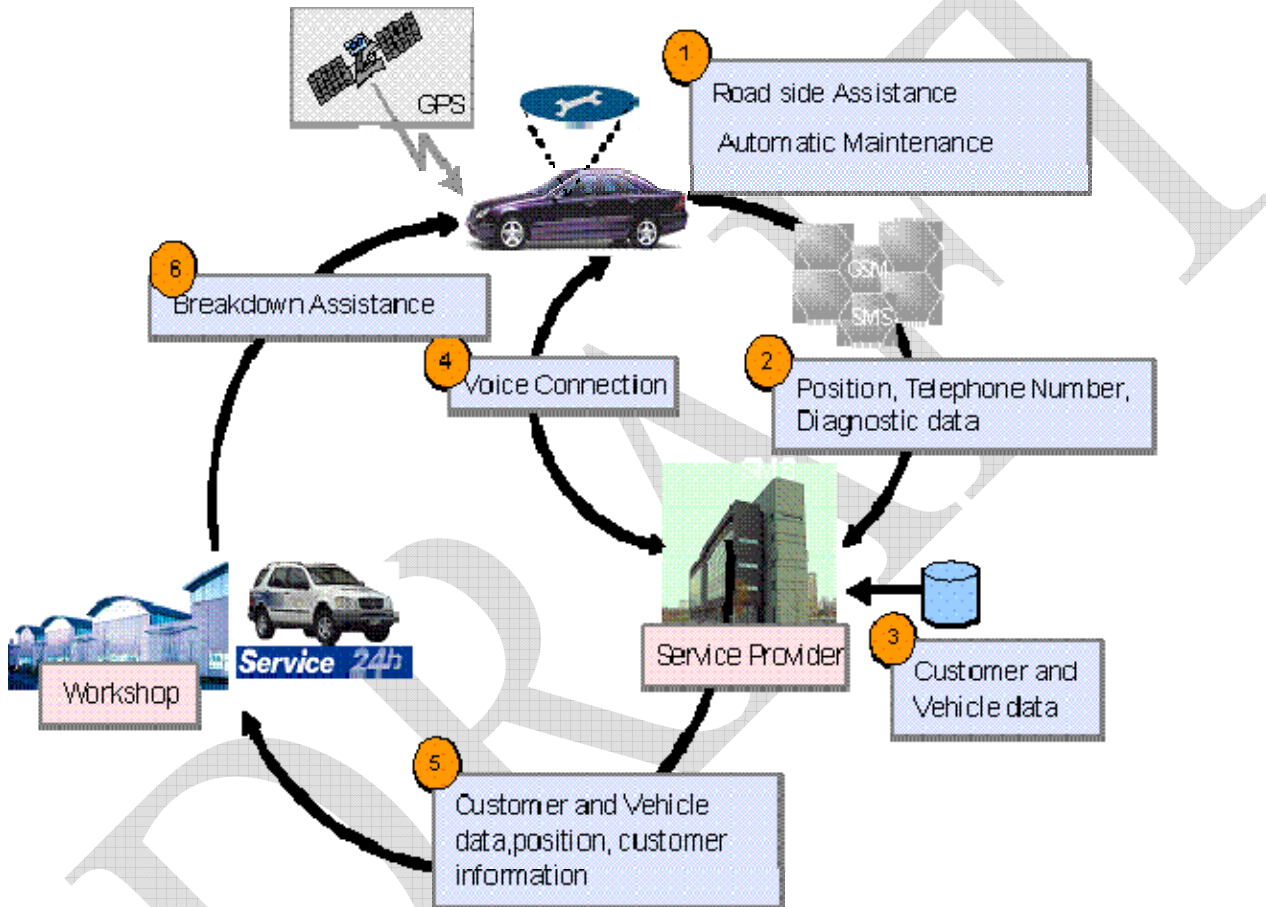 GPS
1
Road side Assistance
Automatic Maintenance
GSM
SMS
6
Breakdown Assistance
4
Voice Connection
2
Position, Telephone Number,
Diagnostic data
SMS
Service Provider
3
Customer and
Vehicle data
Service 24h
Workshop
5
Customer and Vehicle
data,position, customer
information
DRAFT